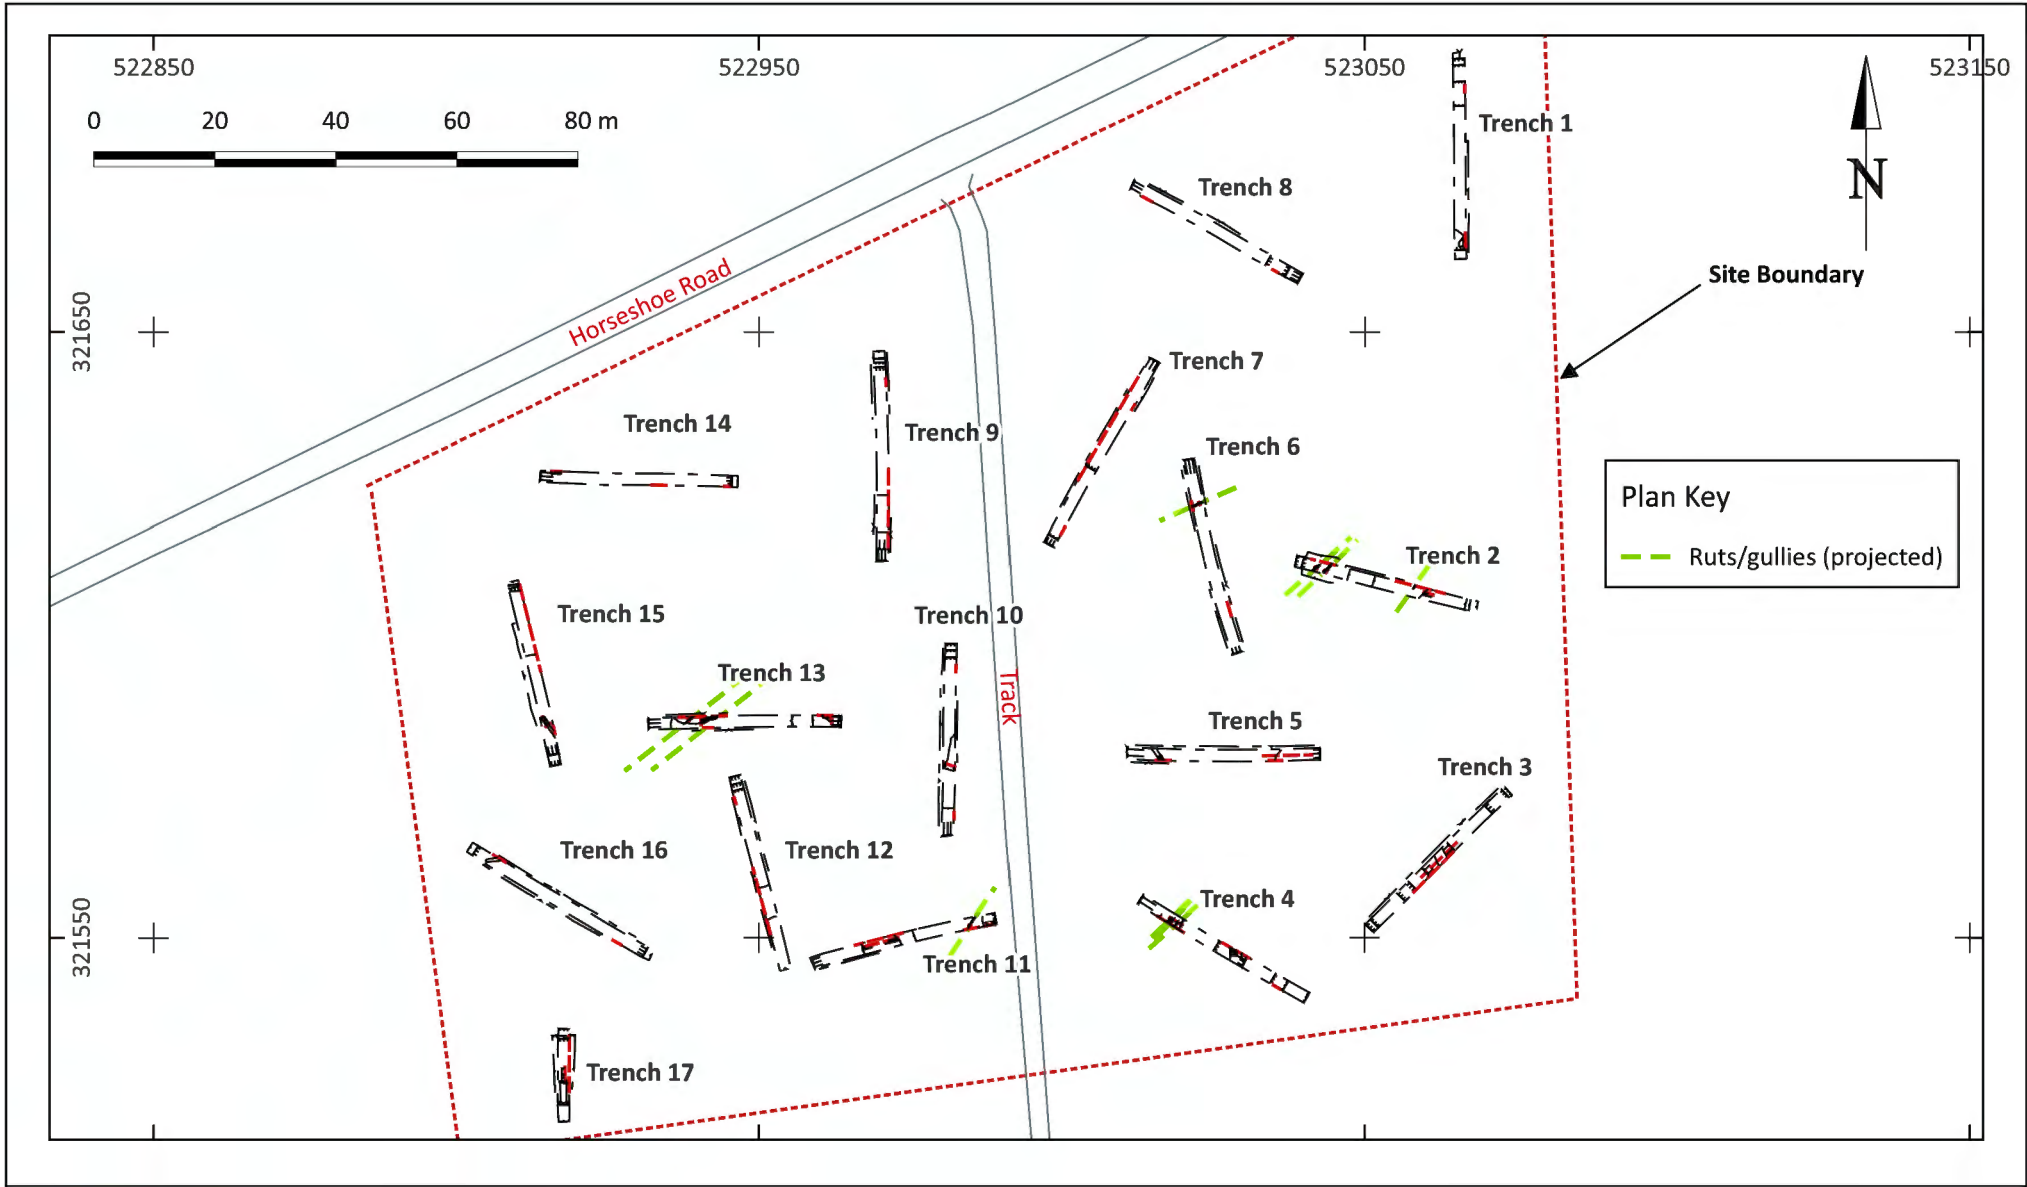 522850
522950
523050
523150
0 20 40 60 80 m
Trench 1
N
Trench 8
Horseshoe Road
Site Boundary
321650
Trench 7
Trench 14
Trench 9
Trench 6
Plan Key
Ruts/gullies (projected)
Trench 2
Trench 15
Trench 10
Trench 13
Track
Trench 5
Trench 3
Trench 16
Trench 12
Trench 4
321550
Trench 11
Trench 17